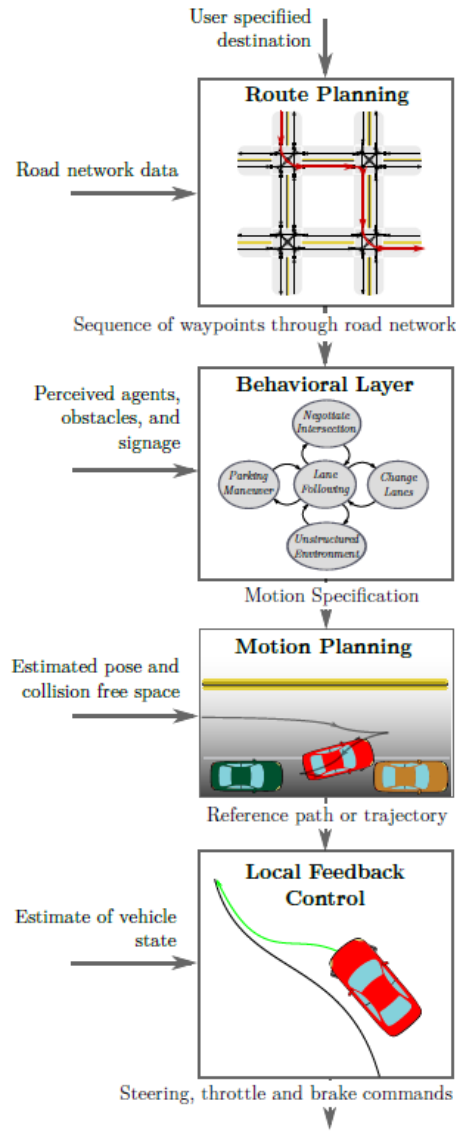 User specifiied
destination
Route Planning
Road network data
Sequence of waypoints through road network
Perceived agents,
obstacles, and
signage
Behavioral Layer
Negotiate
Intersection
Parking
Maneuver
Lane
Following
Change
Lanes
Unstructured
Environment
Motion Specification
Estimated pose and
collision free space
Motion Planning
Reference path or trajectory
Estimate of vehicle
state
Local Feedback
Control
Steering, throttle and brake commands